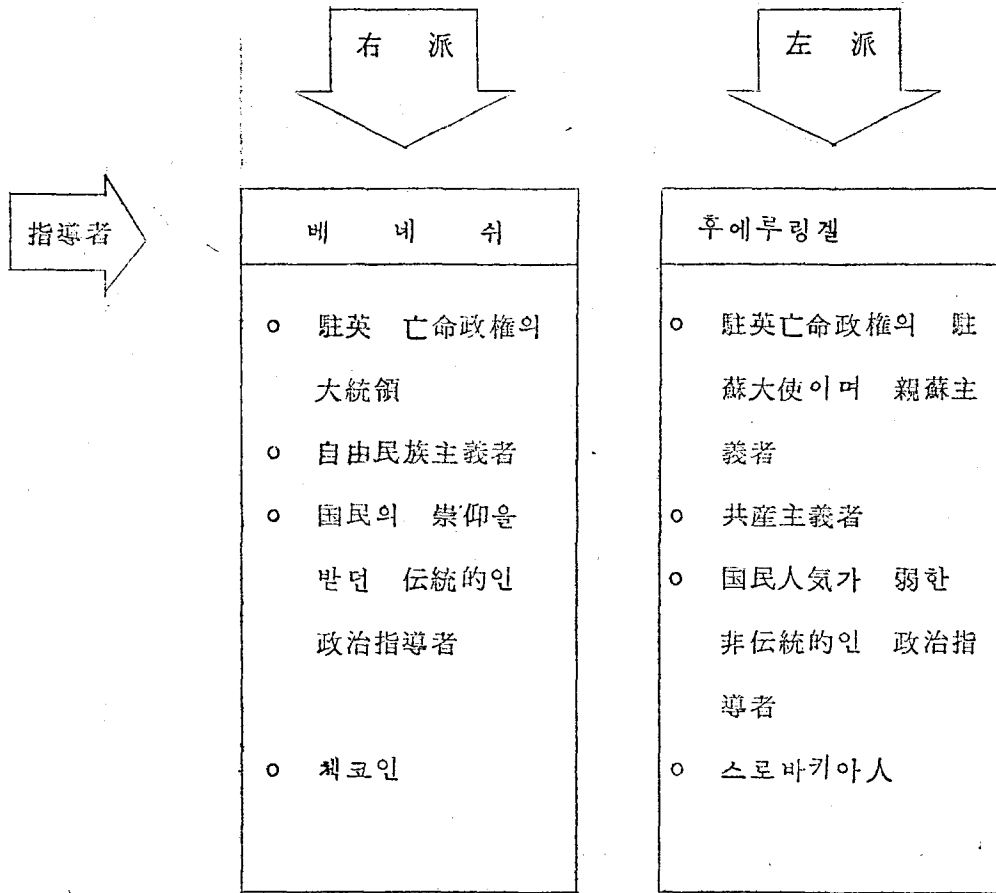 右 派
左 派
指導者
베 네 쉬
후에루링겔
o 駐英 亡命政権의
大統領
o 自由民族主義者
o 国民의 崇仰을
받던 伝統的인
政治指導者
o 첵코인
o 駐英亡命政権의 駐
蘇大使이며 親蘇主
義者
o 共産主義者
o 国民人気가 弱한
非伝統的인 政治指
導者
o 스로바키아人